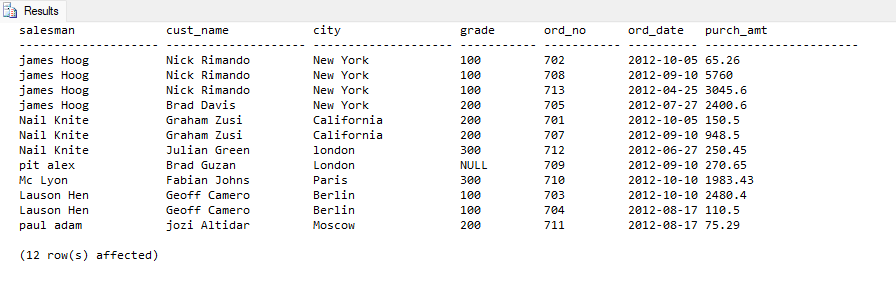 Results
salesman cust_name city grade ord_no ord_date purch_amt
-------------------- -------------------- -------------------- ----------- ----------- ---------- ----------------------
james Hoog Nick Rimando New York 100 702 2012-10-05 65.26
james Hoog Nick Rimando New York 100 708 2012-09-10 5760
james Hoog Nick Rimando New York 100 713 2012-04-25 3045.6
james Hoog Brad Davis New York 200 705 2012-07-27 2400.6
Nail Knite Graham Zusi California 200 701 2012-10-05 150.5
Nail Knite Graham Zusi California 200 707 2012-09-10 948.5
Nail Knite Julian Green london 300 712 2012-06-27 250.45
pit alex Brad Guzan London NULL 709 2012-09-10 270.65
Mc Lyon Fabian Johns Paris 300 710 2012-10-10 1983.43
Lauson Hen Geoff Camero Berlin 100 703 2012-10-10 2480.4
Lauson Hen Geoff Camero Berlin 100 704 2012-08-17 110.5
paul adam jozi Altidar Moscow 200 711 2012-08-17 75.29
(12 row(s) affected)